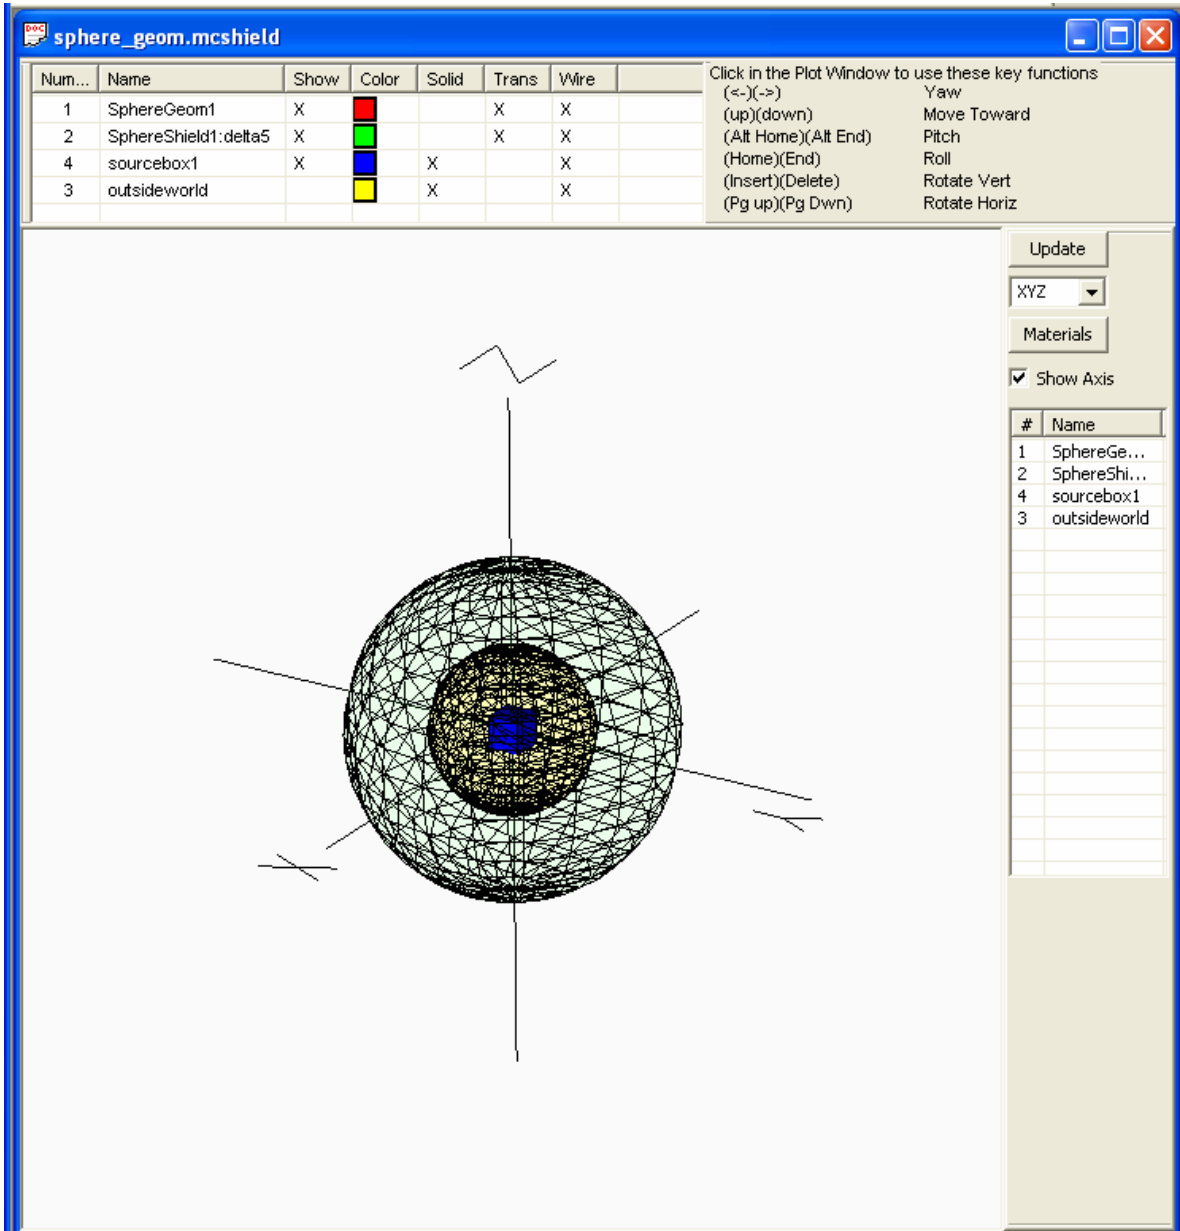 sphere_geom.mcshield
Num... Name Show Color Solid Trans Wire
1 SphereGeom1 X X X
2 SphereShield1:delta5 X X X
4 sourcebox1 X X X
3 outsideworld X X
Click in the Plot Window to use these key functions
(<-)(->) Yaw
(up)(down) Move Toward
(Alt Home)(Alt End) Pitch
(Home)(End) Roll
(Insert)(Delete) Rotate Vert
(Pg up)(Pg Dwn) Rotate Horiz
Update
XYZ
Materials
Show Axis
# Name
1 SphereGe...
2 SphereShi...
4 sourcebox1
3 outsideworld
Z
Y
X